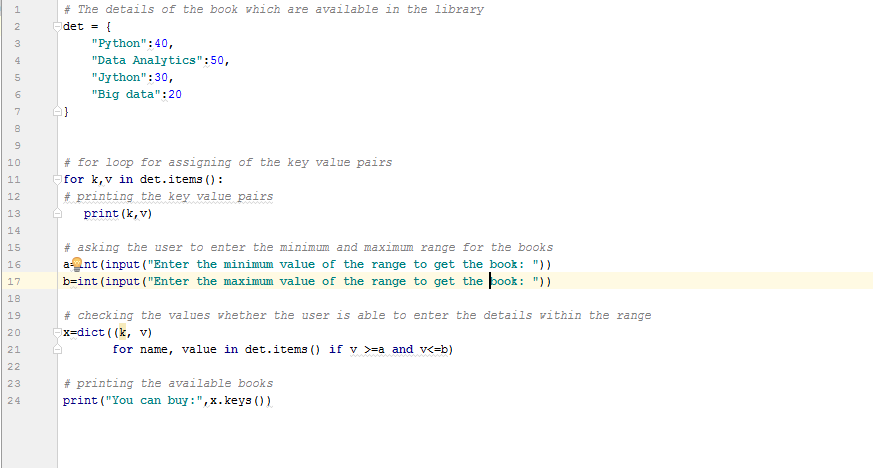 1 # The details of the book which are available in the library
2 det = {
3 "Python":40,
4 "Data Analytics":50,
5 "Jython":30,
6 "Big data":20
7 }
8
9
10 # for loop for assigning of the key value pairs
11 for k,v in det.items():
12 # printing the key value pairs
13 print(k,v)
14
15 # asking the user to enter the minimum and maximum range for the books
16 a=int(input("Enter the minimum value of the range to get the book: "))
17 b=int(input("Enter the maximum value of the range to get the book: "))
18
19 # checking the values whether the user is able to enter the details within the range
20 x=dict((k, v)
21 for name, value in det.items() if v >=a and v<=b)
22
23 # printing the available books
24 print("You can buy:",x.keys())